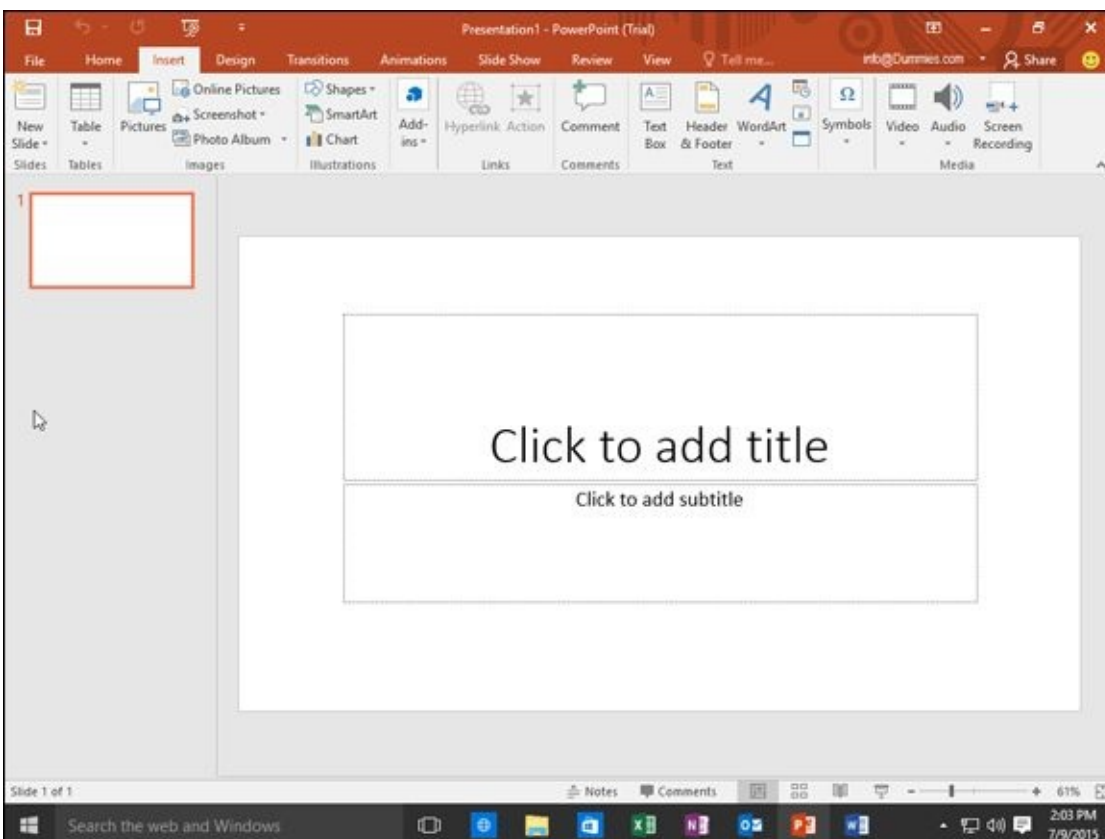 Presentation1 - PowerPoint (Trial)
File Home Insert Design Transitions Animations Slide Show Review View Tell me... info@Dummies.com Share
New Slide
Table
Pictures
Online Pictures
Screenshot
Photo Album
Shapes
SmartArt
Chart
Add-ins
Hyperlink
Action
Comment
Text Box
Header & Footer
WordArt
Symbols
Video
Audio
Screen Recording
Slides Tables Images Illustrations Links Comments Text Media
1
Click to add title
Click to add subtitle
Slide 1 of 1 Notes Comments 61%
Search the web and Windows 2:03 PM
7/9/2015